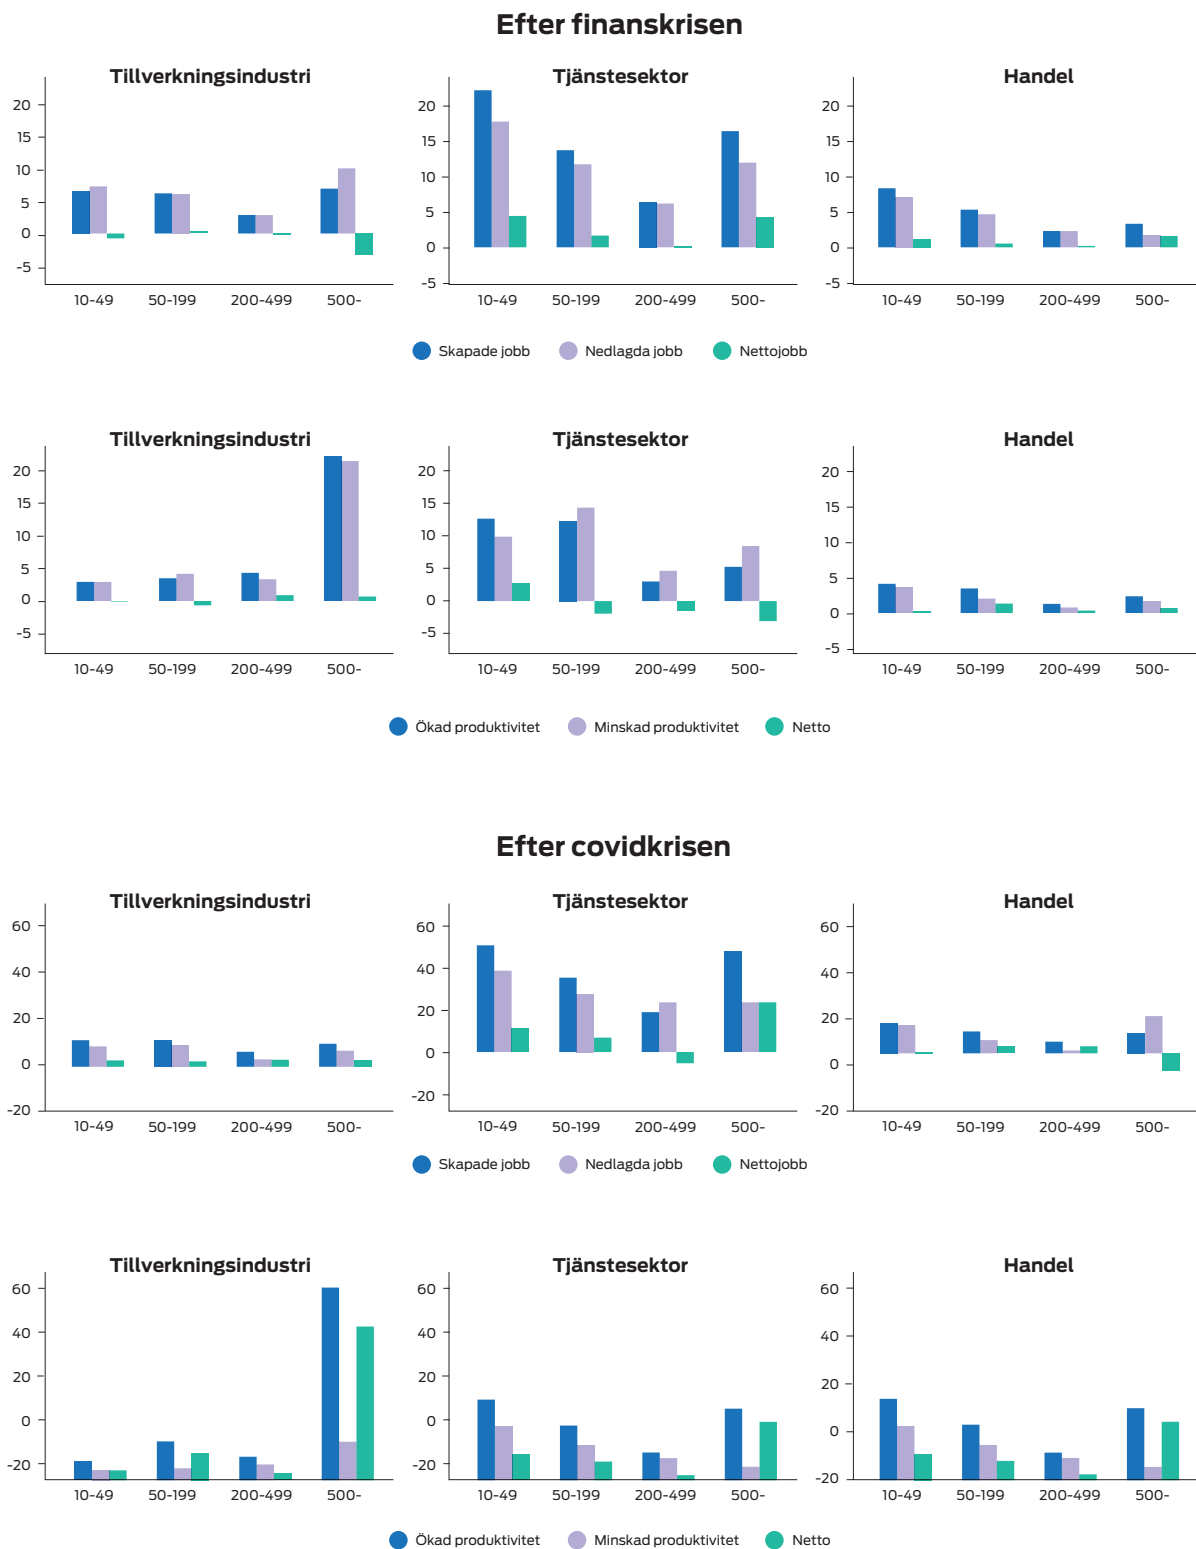 Efter finanskrisen
Tillverkningsindustri
20
15
10
5
0
-5
10-49 50-199 200-499 500-
Tjänstesektor
20
15
10
5
0
-5
10-49 50-199 200-499 500-
Handel
20
15
10
5
0
-5
10-49 50-199 200-499 500-
Skapade jobb Nedlagda jobb Nettojobb
Tillverkningsindustri
20
15
10
5
0
-5
10-49 50-199 200-499 500-
Tjänstesektor
20
15
10
5
0
-5
10-49 50-199 200-499 500-
Handel
20
15
10
5
0
-5
10-49 50-199 200-499 500-
Ökad produktivitet Minskad produktivitet Netto
Efter covidkrisen
Tillverkningsindustri
60
40
20
0
-20
10-49 50-199 200-499 500-
Tjänstesektor
60
40
20
0
-20
10-49 50-199 200-499 500-
Handel
60
40
20
0
-20
10-49 50-199 200-499 500-
Skapade jobb Nedlagda jobb Nettojobb
Tillverkningsindustri
60
40
20
0
-20
10-49 50-199 200-499 500-
Tjänstesektor
60
40
20
0
-20
10-49 50-199 200-499 500-
Handel
60
40
20
0
-20
10-49 50-199 200-499 500-
Ökad produktivitet Minskad produktivitet Netto